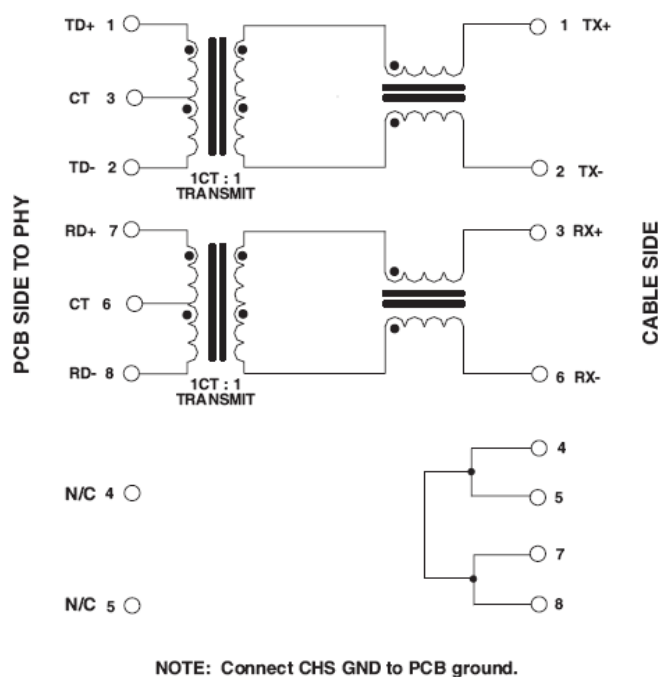 TD+ 1
1 TX+
CT 3
TD- 2
2 TX-
1CT : 1
TRANSMIT
RD+ 7
3 RX+
CT 6
RD- 8
6 RX-
1CT : 1
TRANSMIT
PCB SIDE TO PHY
CABLE SIDE
4
N/C 4
5
7
N/C 5
8
NOTE: Connect CHS GND to PCB ground.